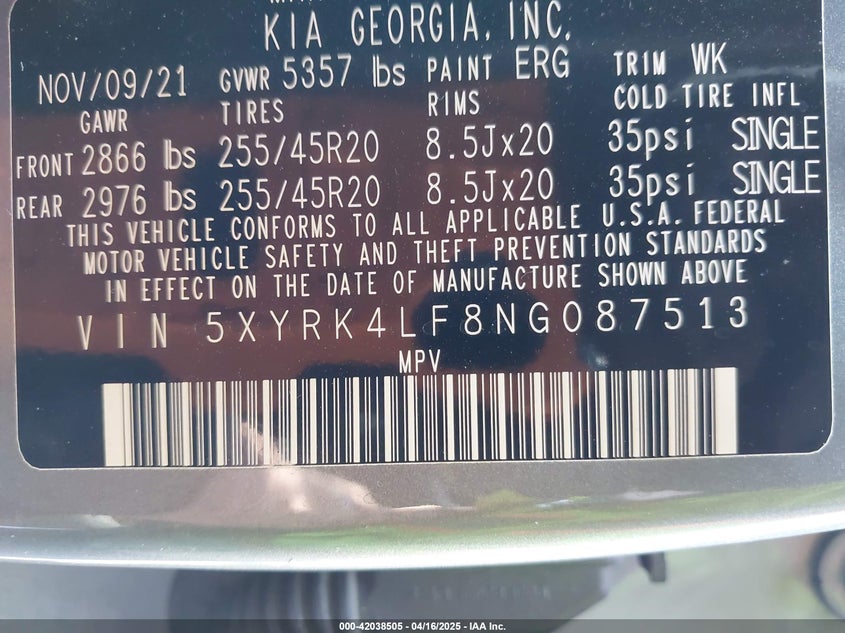 KIA GEORGIA, INC.
NOV/09/21 GVWR 5357 lbs PAINT ERG TRIM WK
GAWR TIRES RIMS COLD TIRE INFL
FRONT 2866 lbs 255/45R20 8.5Jx20 35psi SINGLE
REAR 2976 lbs 255/45R20 8.5Jx20 35psi SINGLE
THIS VEHICLE CONFORMS TO ALL APPLICABLE U.S.A. FEDERAL
MOTOR VEHICLE SAFETY AND THEFT PREVENTION STANDARDS
IN EFFECT ON THE DATE OF MANUFACTURE SHOWN ABOVE
VIN 5XYRK4LF8NG087513
MPV
000-42038505 - 04/16/2025 - IAA Inc.